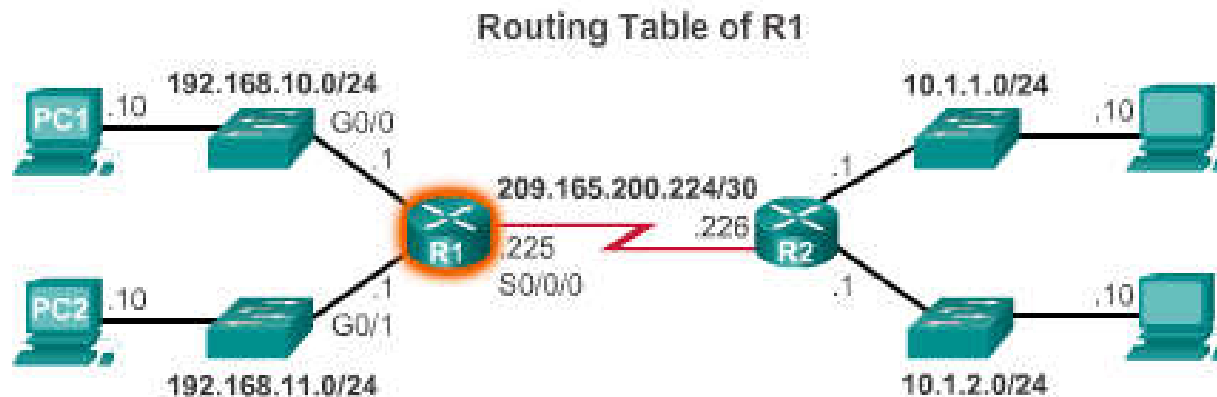 Routing Table of R1
192.168.10.0/24
10.1.1.0/24
PC1
.10
G0/0
.10
.1
.1
209.165.200.224/30
R1
.225
.226
R2
S0/0/0
.1
.1
PC2
.10
G0/1
.10
192.168.11.0/24
10.1.2.0/24